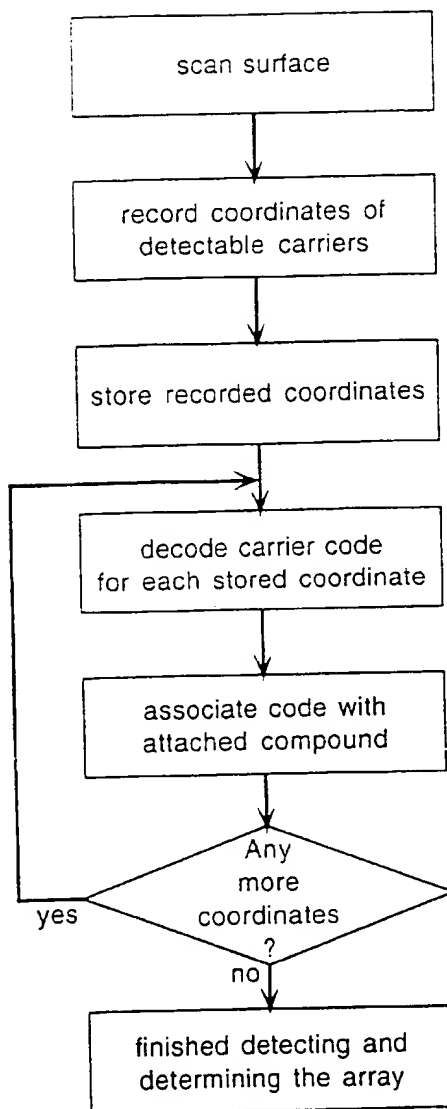 scan surface
record coordinates of
detectable carriers
store recorded coordinates
decode carrier code
for each stored coordinate
associate code with
attached compound
Any
more
coordinates
?
yes
no
finished detecting and
determining the array